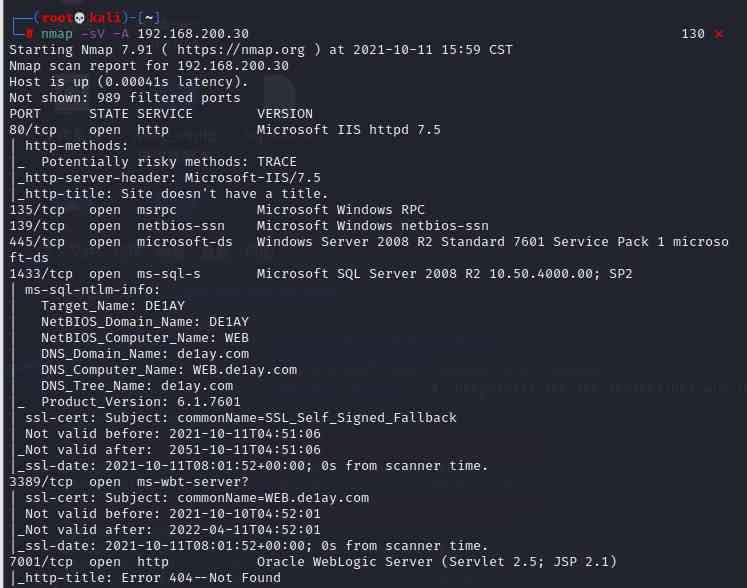 ┌──(root💀kali)-[~]
└─# nmap -sV -A 192.168.200.30 130 ⨯
Starting Nmap 7.91 ( https://nmap.org ) at 2021-10-11 15:59 CST
Nmap scan report for 192.168.200.30
Host is up (0.00041s latency).
Not shown: 989 filtered ports
PORT     STATE SERVICE       VERSION
80/tcp   open  http          Microsoft IIS httpd 7.5
| http-methods:
|_  Potentially risky methods: TRACE
|_http-server-header: Microsoft-IIS/7.5
|_http-title: Site doesn't have a title.
135/tcp  open  msrpc         Microsoft Windows RPC
139/tcp  open  netbios-ssn   Microsoft Windows netbios-ssn
445/tcp  open  microsoft-ds  Windows Server 2008 R2 Standard 7601 Service Pack 1 microso
ft-ds
1433/tcp open  ms-sql-s      Microsoft SQL Server 2008 R2 10.50.4000.00; SP2
| ms-sql-ntlm-info:
|   Target_Name: DE1AY
|   NetBIOS_Domain_Name: DE1AY
|   NetBIOS_Computer_Name: WEB
|   DNS_Domain_Name: de1ay.com
|   DNS_Computer_Name: WEB.de1ay.com
|   DNS_Tree_Name: de1ay.com
|_  Product_Version: 6.1.7601
| ssl-cert: Subject: commonName=SSL_Self_Signed_Fallback
| Not valid before: 2021-10-11T04:51:06
|_Not valid after:  2051-10-11T04:51:06
|_ssl-date: 2021-10-11T08:01:52+00:00; 0s from scanner time.
3389/tcp open  ms-wbt-server?
| ssl-cert: Subject: commonName=WEB.de1ay.com
| Not valid before: 2021-10-10T04:52:01
|_Not valid after:  2022-04-11T04:52:01
|_ssl-date: 2021-10-11T08:01:52+00:00; 0s from scanner time.
7001/tcp open  http          Oracle WebLogic Server (Servlet 2.5; JSP 2.1)
|_http-title: Error 404--Not Found